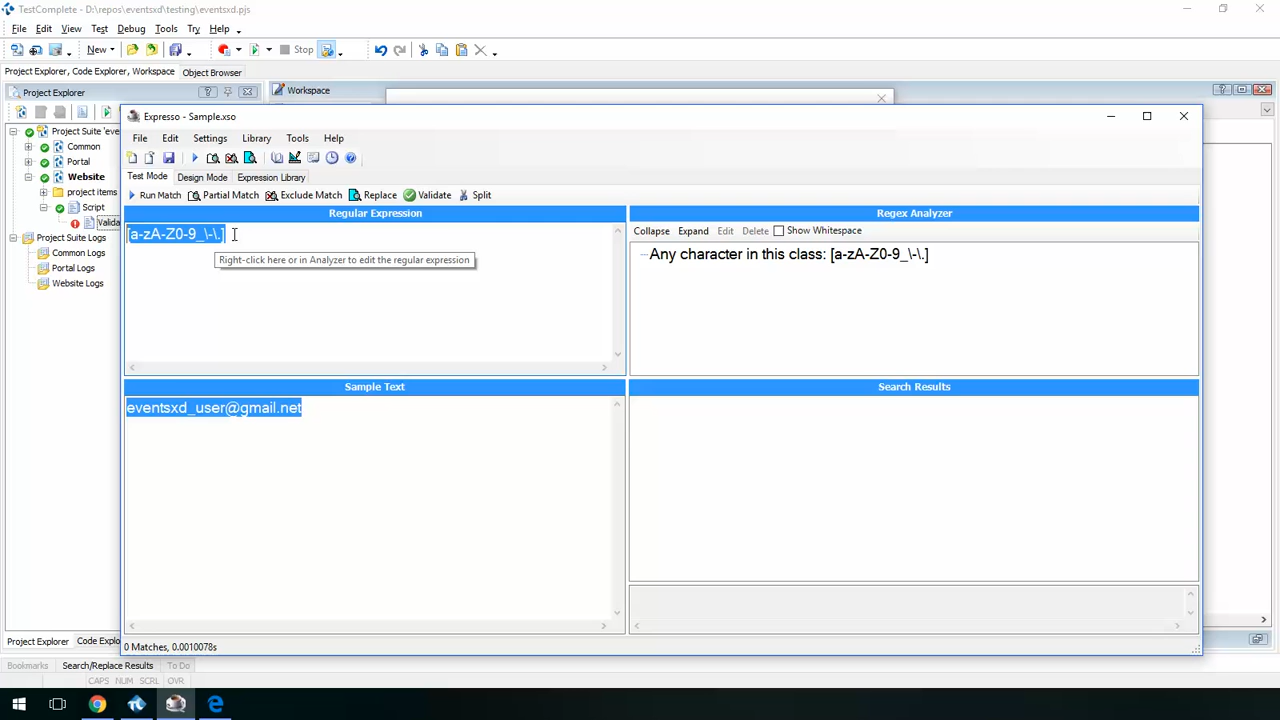 TestComplete - D:\repos\eventsxd\testing\eventsxd.pjs
File Edit View Test Debug Tools Help
New Stop
Project Explorer, Code Explorer, Workspace Object Browser
Project Explorer
Workspace
Project Suite 'eve
Common
Portal
Website
project items
Script
Valida
Project Suite Logs
Common Logs
Portal Logs
Website Logs
Expresso - Sample.xso
File Edit Settings Library Tools Help
Test Mode Design Mode Expression Library
Run Match Partial Match Exclude Match Replace Validate Split
Regular Expression
[a-zA-Z0-9_\-\.]
Right-click here or in Analyzer to edit the regular expression
Regex Analyzer
Collapse Expand Edit Delete Show Whitespace
Any character in this class: [a-zA-Z0-9_\-\.]
Sample Text
eventsxd_user@gmail.net
Search Results
0 Matches, 0.0010078s
Project Explorer Code Explo
Bookmarks Search/Replace Results To Do
CAPS NUM SCRL OVR